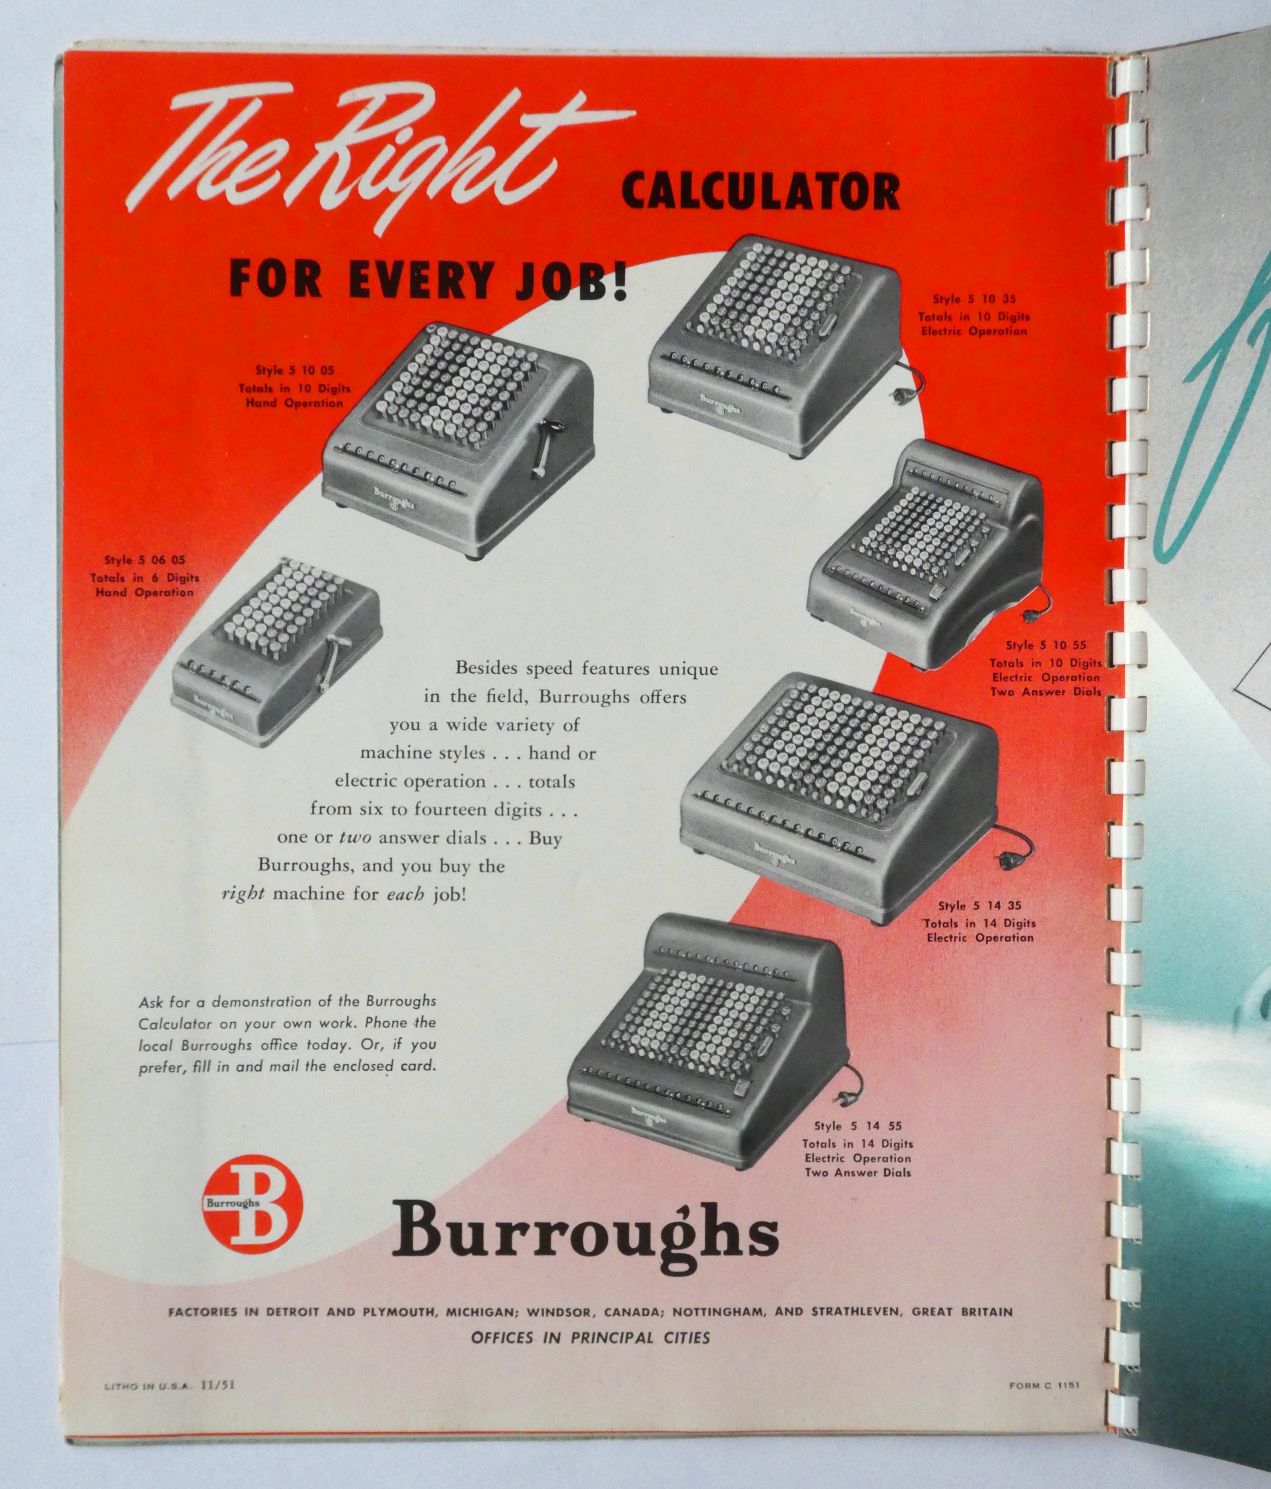 The Right CALCULATOR
FOR EVERY JOB!
Style 5 10 35
Totals in 10 Digits
Electric Operation
Style 5 10 05
Totals in 10 Digits
Hand Operation
Burroughs
Burroughs
Style 5 06 05
Totals in 6 Digits
Hand Operation
Burroughs
Burroughs
Style 5 10 55
Totals in 10 Digits
Electric Operation
Two Answer Dials
Besides speed features unique
in the field, Burroughs offers
you a wide variety of
machine styles . . . hand or
electric operation . . . totals
from six to fourteen digits . . .
one or two answer dials . . . Buy
Burroughs, and you buy the
right machine for each job!
Burroughs
Style 5 14 35
Totals in 14 Digits
Electric Operation
Ask for a demonstration of the Burroughs
Calculator on your own work. Phone the
local Burroughs office today. Or, if you
prefer, fill in and mail the enclosed card.
Burroughs
Style 5 14 55
Totals in 14 Digits
Electric Operation
Two Answer Dials
B
Burroughs
Burroughs
FACTORIES IN DETROIT AND PLYMOUTH, MICHIGAN; WINDSOR, CANADA; NOTTINGHAM, AND STRATHLEVEN, GREAT BRITAIN
OFFICES IN PRINCIPAL CITIES
LITHO IN U.S.A. 11/51
FORM C 1151